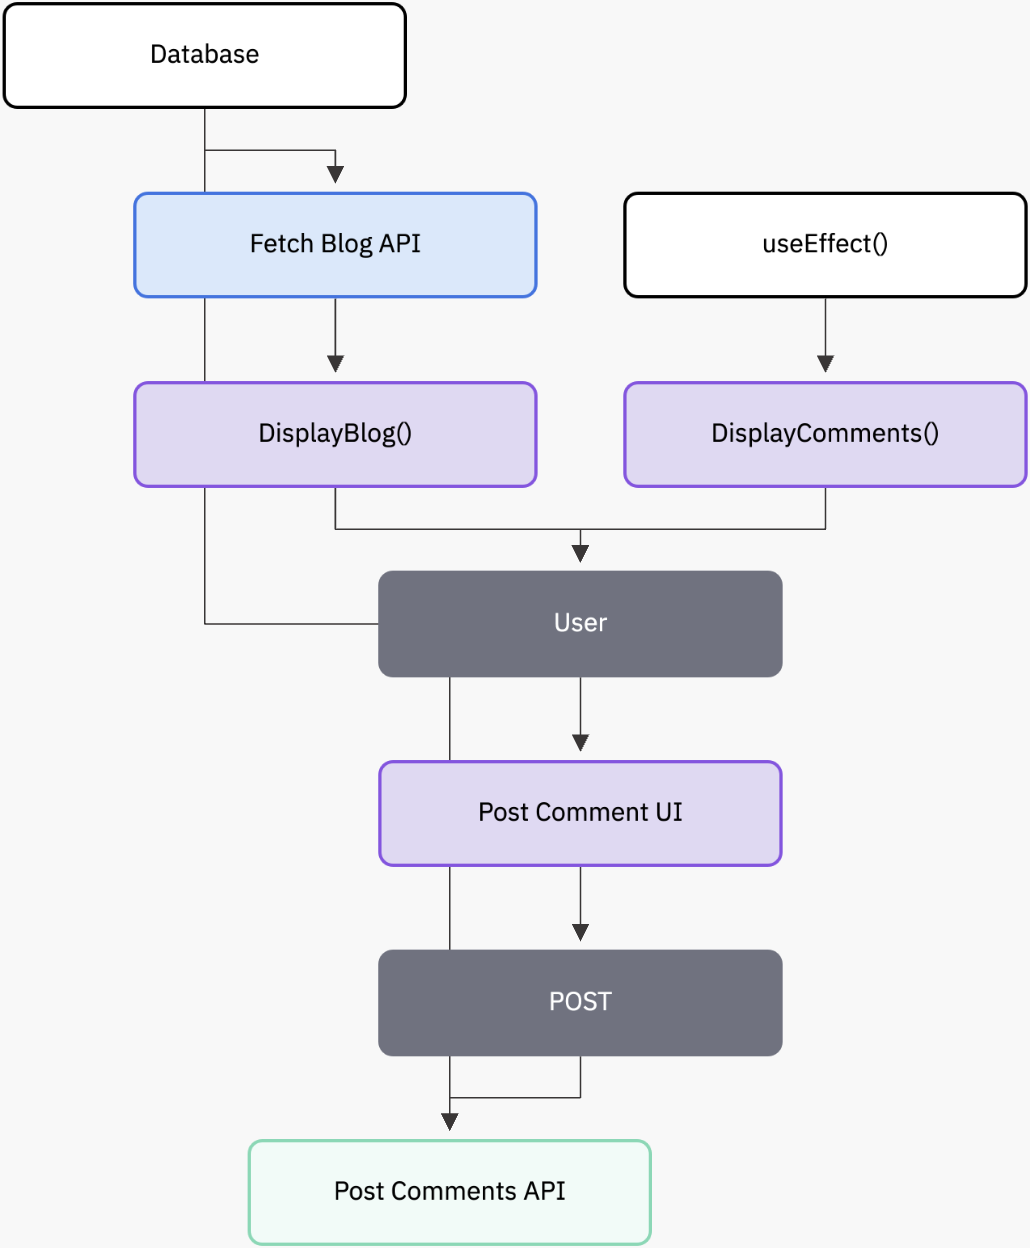 Database
Fetch Blog API
useEffect()
DisplayBlog()
DisplayComments()
User
Post Comment UI
POST
Post Comments API